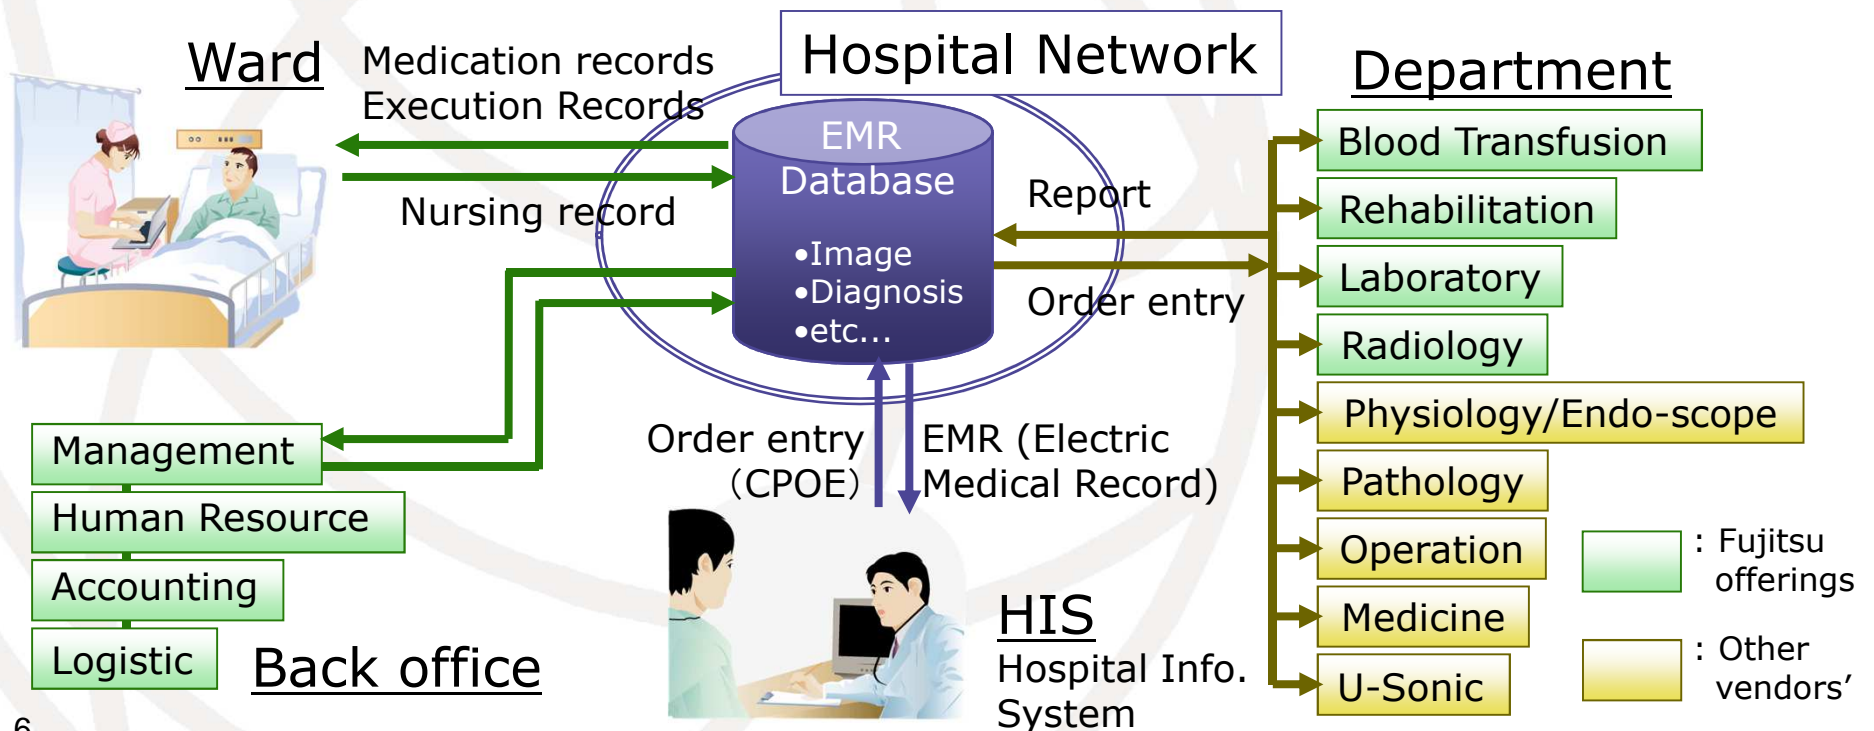 Hospital Network
Ward
Medication records
Execution Records
Nursing record
EMR
Database
•Image
•Diagnosis
•etc...
Report
Order entry
Department
Blood Transfusion
Rehabilitation
Laboratory
Radiology
Physiology/Endo-scope
Pathology
Operation
Medicine
U-Sonic
: Fujitsu
offerings
: Other
vendors’
Order entry
（CPOE）
EMR (Electric
Medical Record)
HIS
Hospital Info.
System
Management
Human Resource
Accounting
Logistic
Back office
6